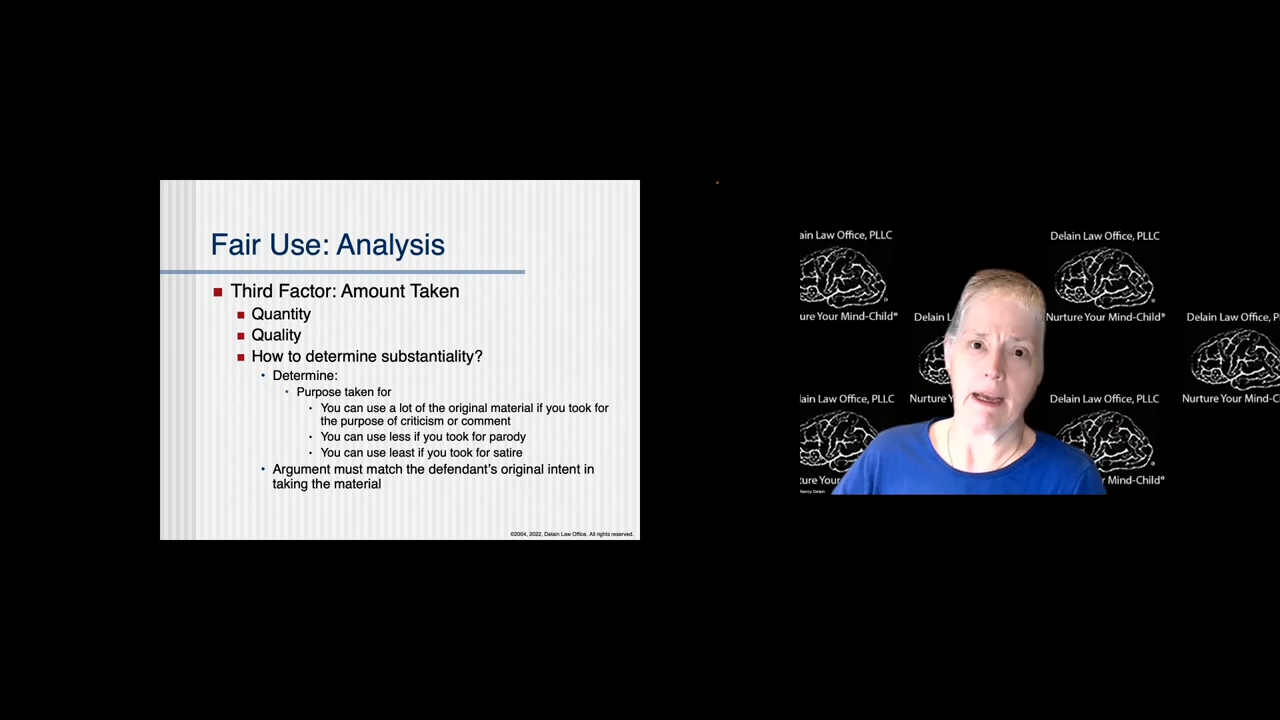 Fair Use: Analysis
Third Factor: Amount Taken
Quantity
Quality
How to determine substantiality?
Determine:
Purpose taken for
You can use a lot of the original material if you took for
the purpose of criticism or comment
You can use less if you took for parody
You can use least if you took for satire
Argument must match the defendant's original intent in
taking the material
©2004, 2022, Delain Law Office. All rights reserved.
ain Law Office, PLLC
ure Your Mind-Child®
Delain Law Office, PLLC
Nurture Your Mind-Child®
Delain L
Nurture Y
Delain Law Office, P
Nurture Your Mind-C
lain Law Office, PLLC
ure You
Delain Law Office, PLLC
r Mind-Child®
Nancy Delain